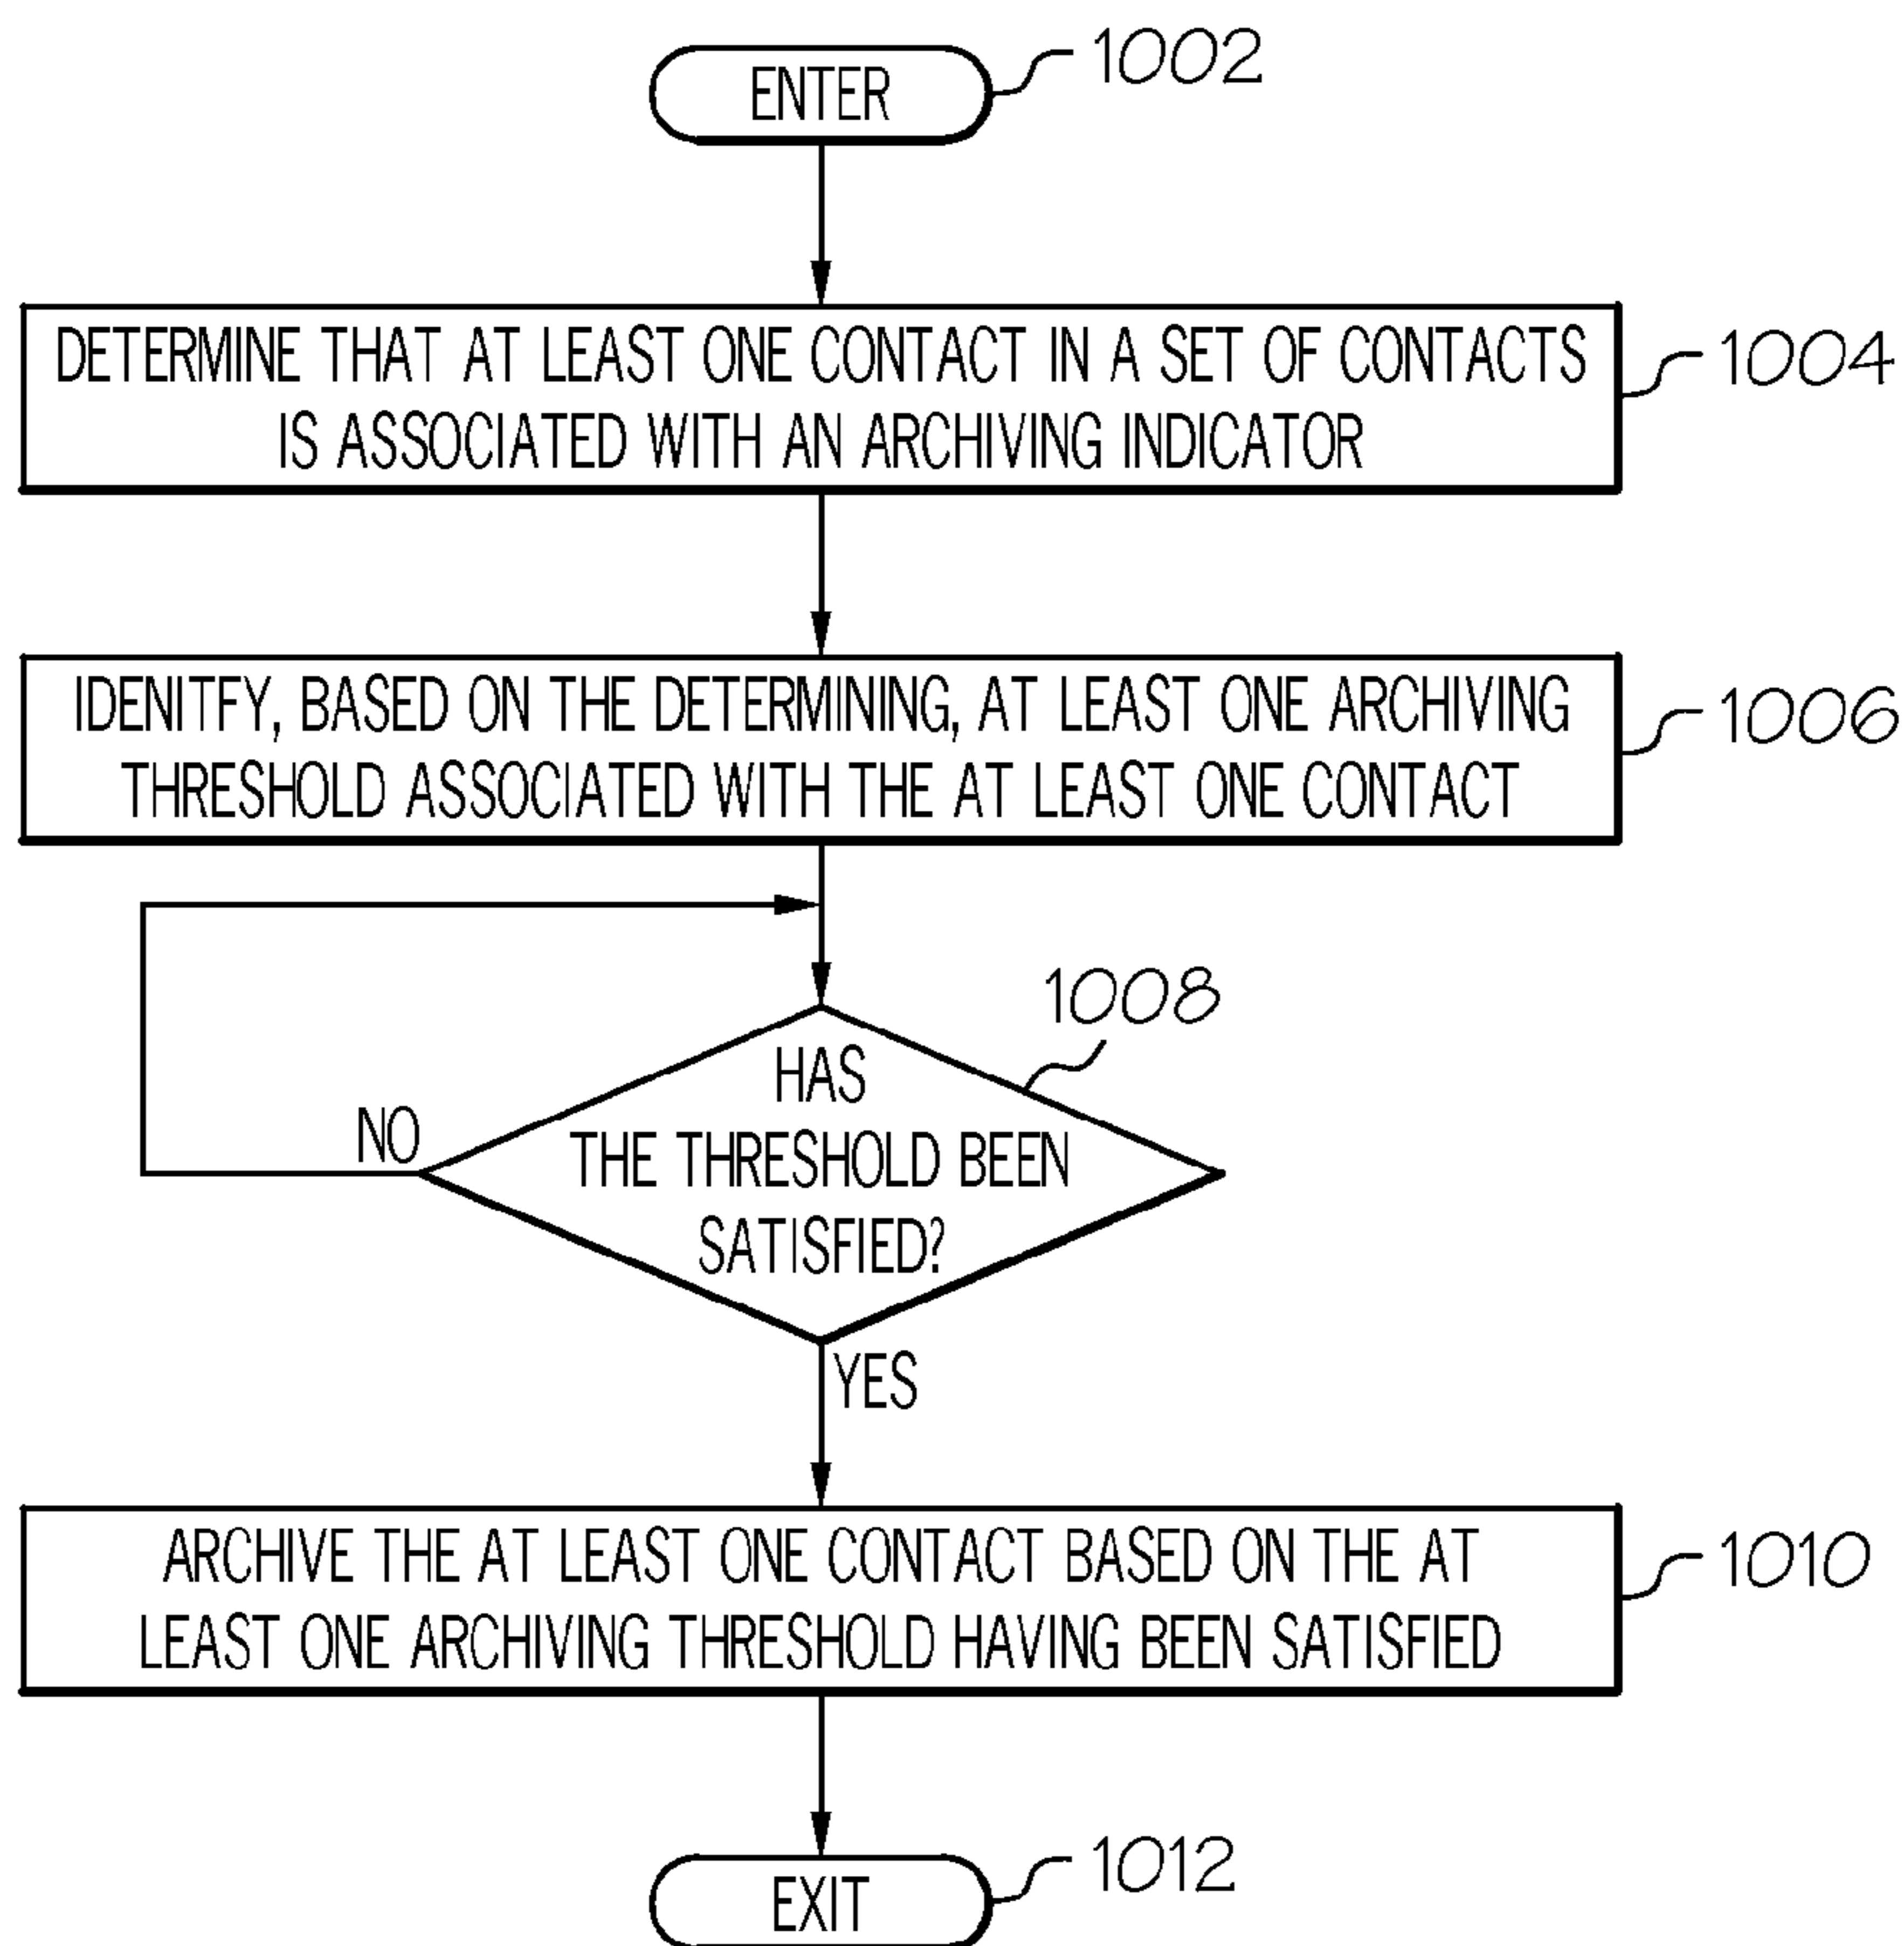 ENTER
1002
DETERMINE THAT AT LEAST ONE CONTACT IN A SET OF CONTACTS
IS ASSOCIATED WITH AN ARCHIVING INDICATOR
1004
IDENITFY, BASED ON THE DETERMINING, AT LEAST ONE ARCHIVING
THRESHOLD ASSOCIATED WITH THE AT LEAST ONE CONTACT
1006
1008
HAS
THE THRESHOLD BEEN
SATISFIED?
NO
YES
ARCHIVE THE AT LEAST ONE CONTACT BASED ON THE AT
LEAST ONE ARCHIVING THRESHOLD HAVING BEEN SATISFIED
1010
EXIT
1012